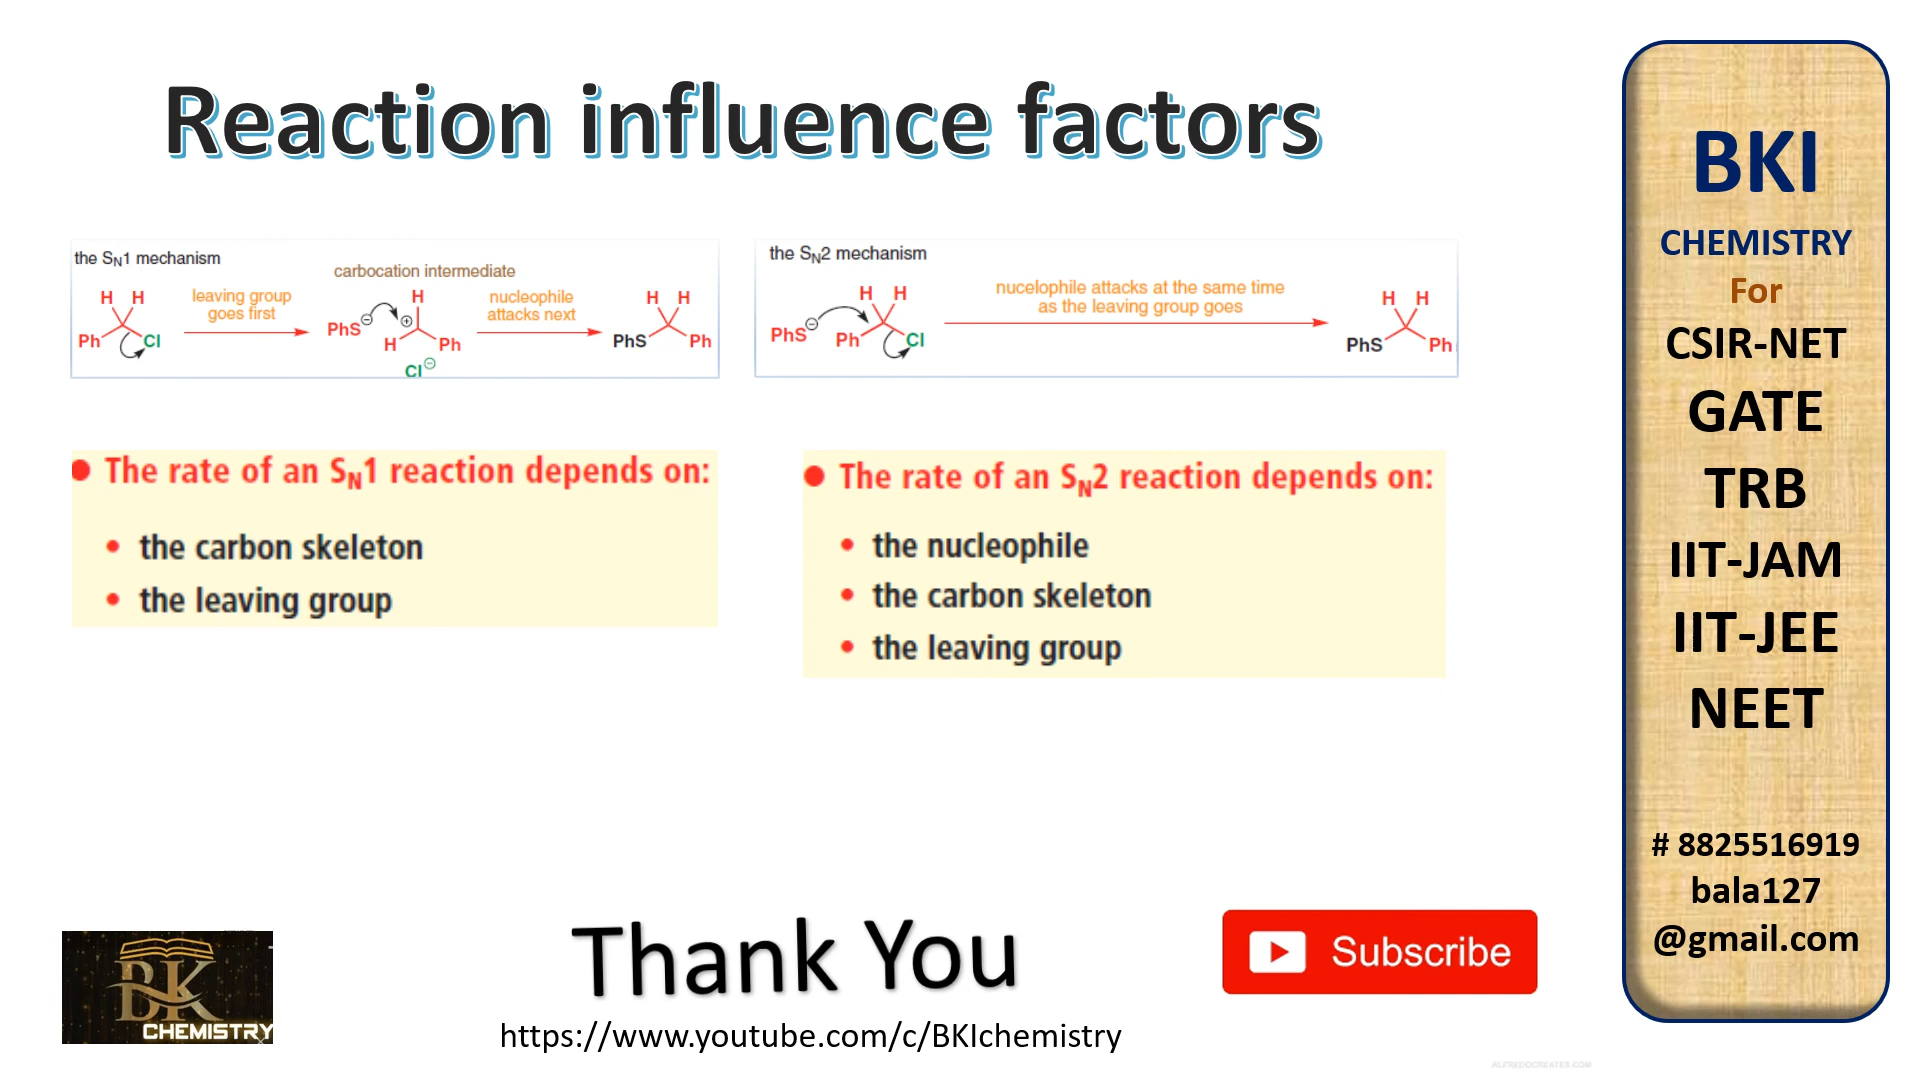 Reaction influence factors
the SN1 mechanism
carbocation intermediate
H H
leaving group
goes first
Ph Cl
PhS⊖
H
⊕
H Ph
Cl⊖
nucleophile
attacks next
H H
PhS Ph
the SN2 mechanism
PhS⊖
H H
Ph Cl
nucelophile attacks at the same time
as the leaving group goes
H H
PhS Ph
● The rate of an SN1 reaction depends on:
• the carbon skeleton
• the leaving group
● The rate of an SN2 reaction depends on:
• the nucleophile
• the carbon skeleton
• the leaving group
BK
CHEMISTRY
Thank You
https://www.youtube.com/c/BKIchemistry
Subscribe
BKI
CHEMISTRY
For
CSIR-NET
GATE
TRB
IIT-JAM
IIT-JEE
NEET
# 8825516919
bala127
@gmail.com
ALFREDOCREATES.COM